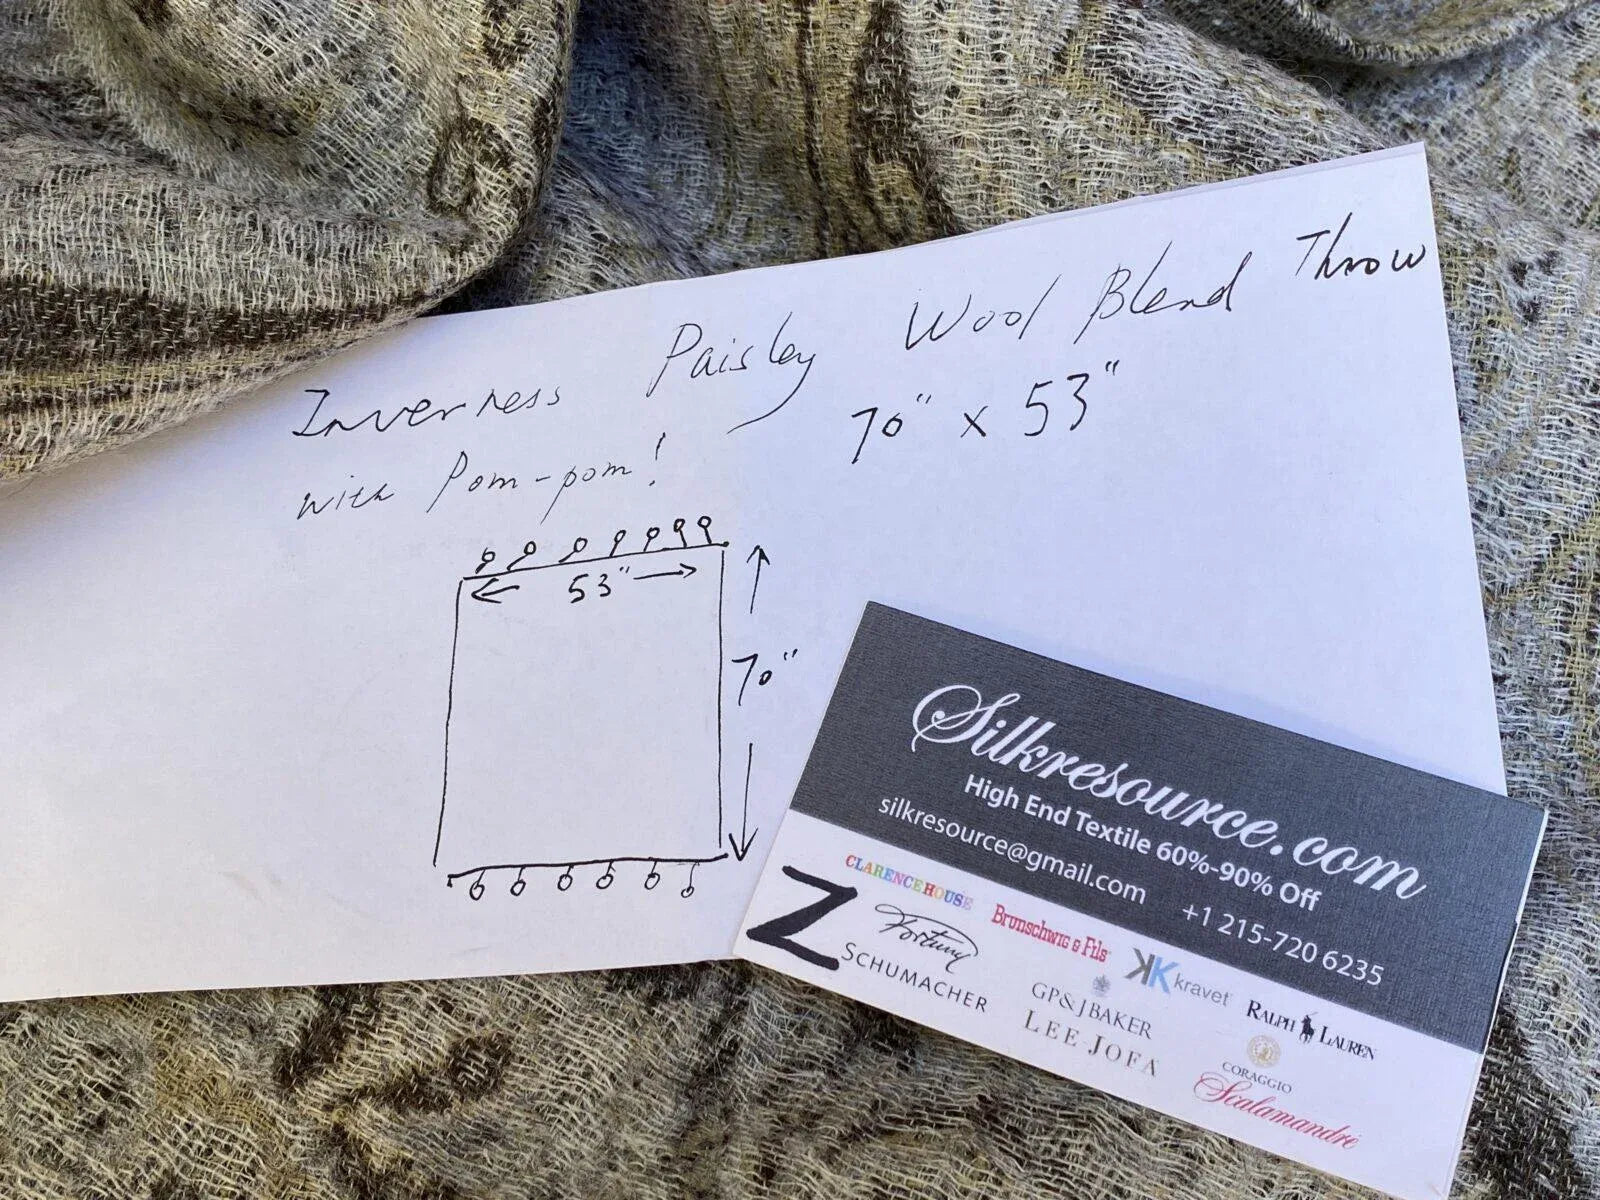 Inverness Paisley Wool Blend Throw
with Pom-pom! 70" x 53"
53"
70"
Silkresource.com
High End Textile 60%-90% Off
silkresource@gmail.com +1 215-720 6235
CLARENCE HOUSE
Fortuny
BRUNSCHWIG & FILS
kravet
RALPH LAUREN
Z
SCHUMACHER
GP&JBAKER
LEE JOFA
CORAGGIO
Scalamandré